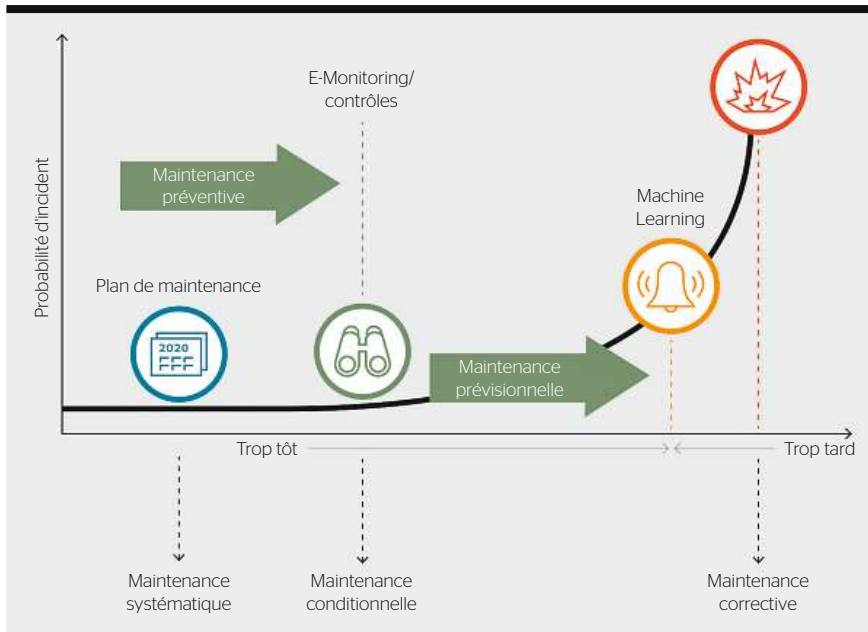 E-Monitoring/
contrôles
Maintenance
préventive
Machine
Learning
Plan de maintenance
2020
Maintenance
prévisionnelle
Probabilité d'incident
Trop tôt
Trop tard
Maintenance
systématique
Maintenance
conditionnelle
Maintenance
corrective